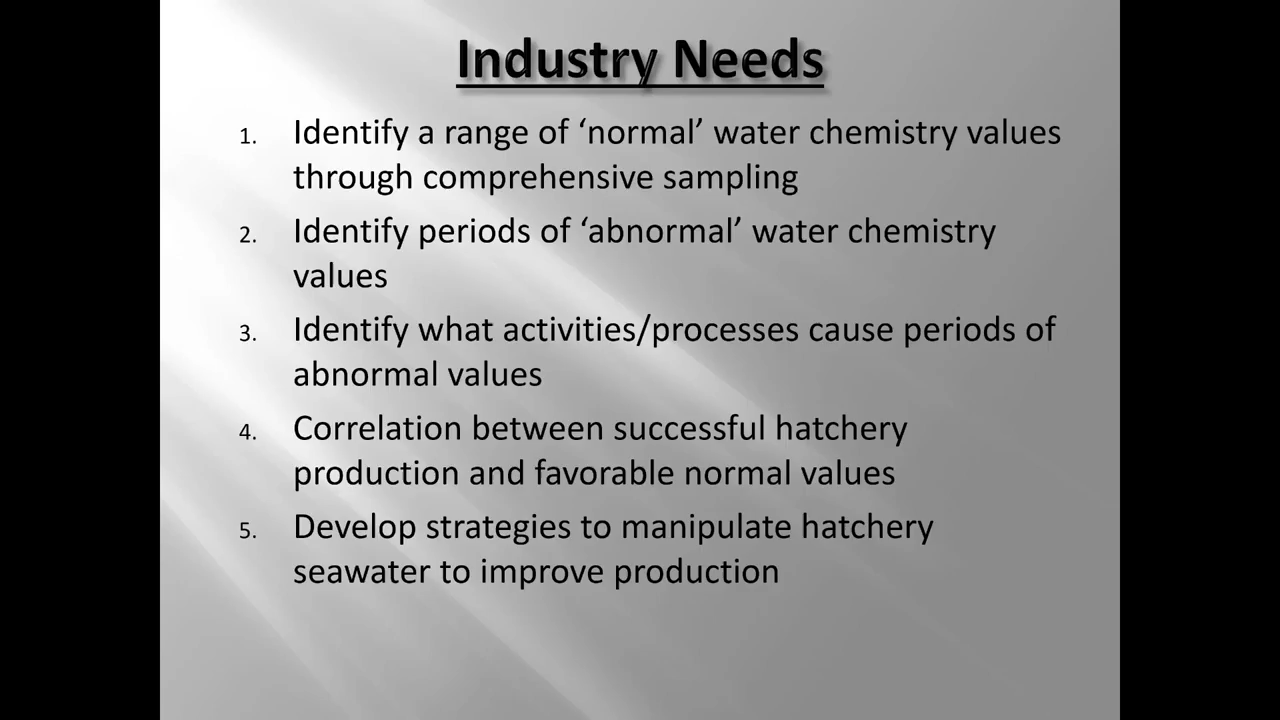 Industry Needs
1. Identify a range of ‘normal’ water chemistry values
through comprehensive sampling
2. Identify periods of ‘abnormal’ water chemistry
values
3. Identify what activities/processes cause periods of
abnormal values
4. Correlation between successful hatchery
production and favorable normal values
5. Develop strategies to manipulate hatchery
seawater to improve production